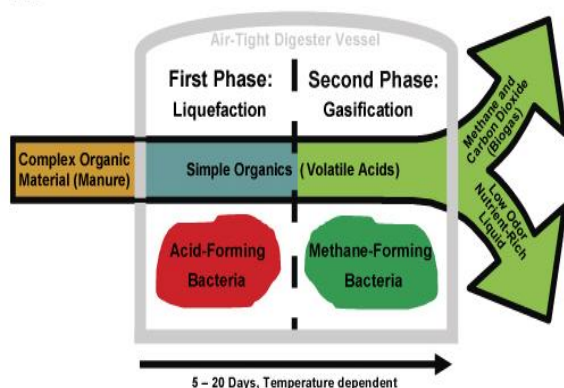 Air-Tight Digester Vessel
First Phase:
Liquefaction
Second Phase:
Gasification
Complex Organic
Material (Manure)
Simple Organics (Volatile Acids)
Methane and
Carbon Dioxide
(Biogas)
Low Odor
Nutrient-Rich
Liquid
Acid-Forming
Bacteria
Methane-Forming
Bacteria
5 – 20 Days, Temperature dependent